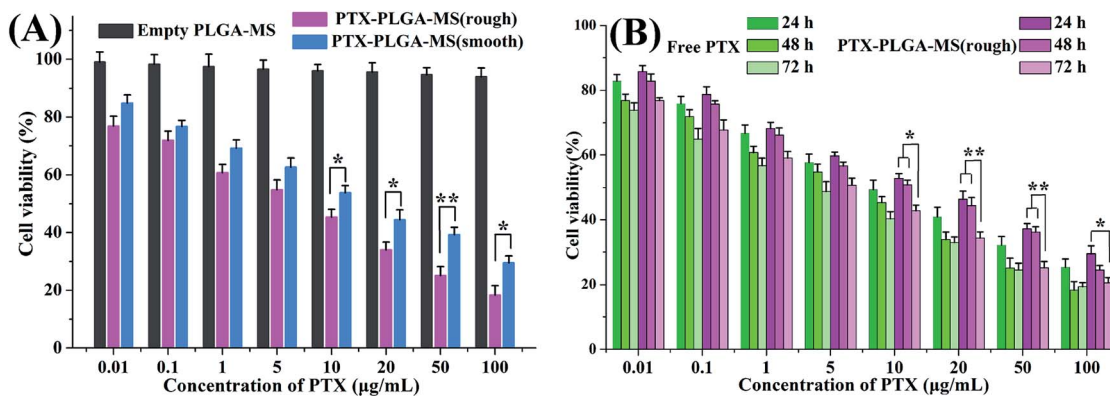 (A)
Empty PLGA-MS
PTX-PLGA-MS(rough)
PTX-PLGA-MS(smooth)
Cell viability (%)
100
80
60
40
20
0
* * ** *
0.01 0.1 1 5 10 20 50 100
Concentration of PTX (μg/mL)
(B)
Free PTX
24 h
48 h
72 h
PTX-PLGA-MS(rough)
24 h
48 h
72 h
Cell viability(%)
100
80
60
40
20
0
* ** ** *
0.01 0.1 1 5 10 20 50 100
Concentration of PTX (μg/mL)